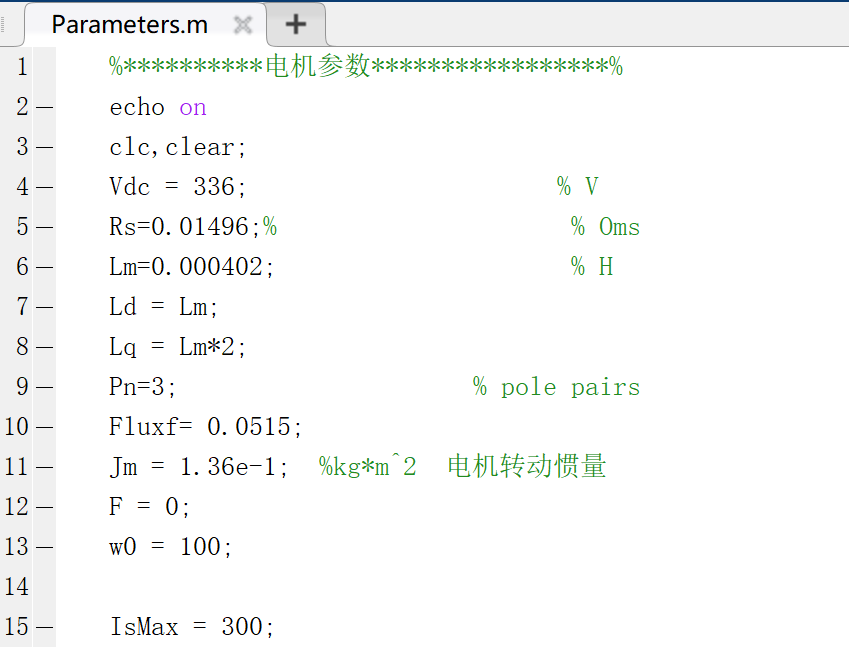 Parameters.m
1 %**********电机参数*****************%
2 echo on
3 clc,clear;
4 Vdc = 336; % V
5 Rs=0.01496;% % Oms
6 Lm=0.000402; % H
7 Ld = Lm;
8 Lq = Lm*2;
9 Pn=3; % pole pairs
10 Fluxf= 0.0515;
11 Jm = 1.36e-1; %kg*m^2 电机转动惯量
12 F = 0;
13 w0 = 100;
14
15 IsMax = 300;